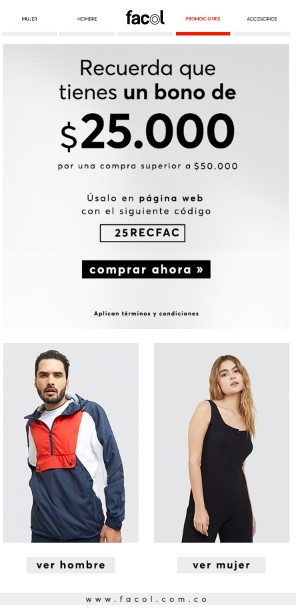 MUJER HOMBRE facol PROMOCIONES ACCESORIOS
Recuerda que
tienes un bono de
$25.000
por una compra superior a $50.000
Úsalo en página web
con el siguiente código
25RECFAC
comprar ahora »
Aplican términos y condiciones
ver hombre ver mujer
www.facol.com.co